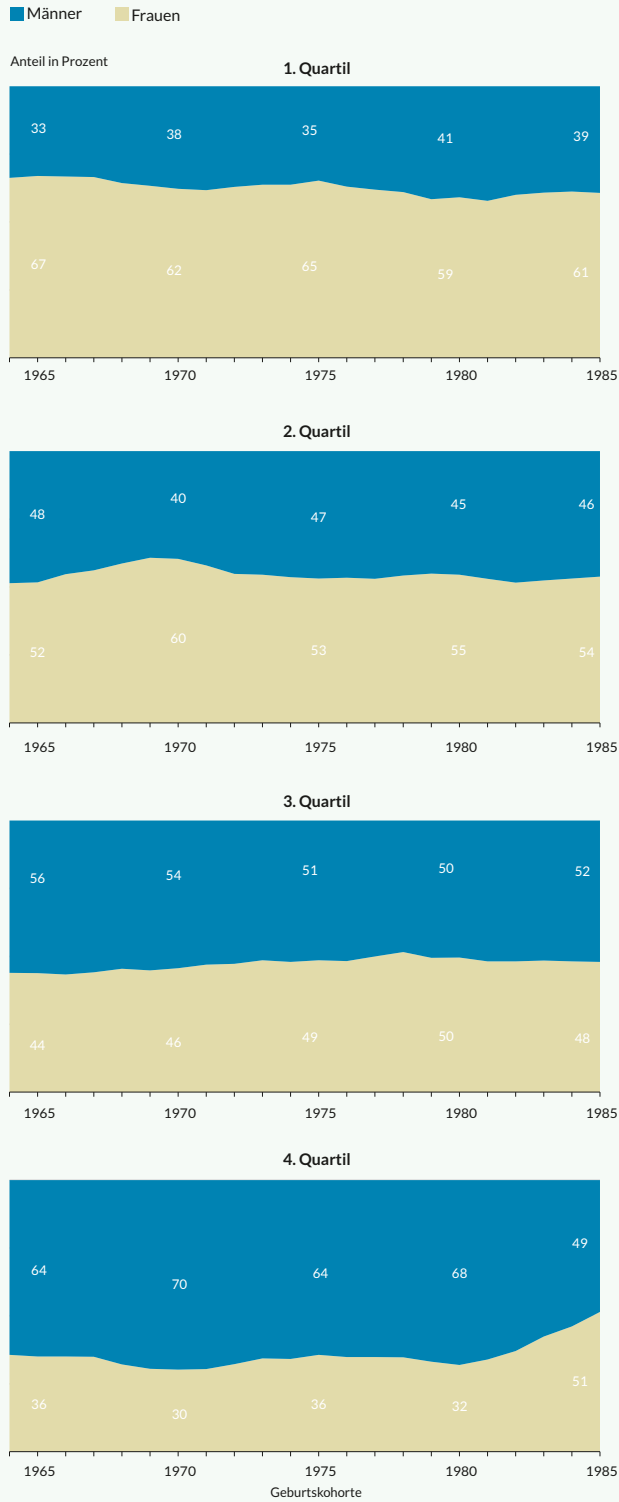 Männer Frauen
Anteil in Prozent
1. Quartil
33 38 35 41 39
67 62 65 59 61
1965 1970 1975 1980 1985
2. Quartil
48 40 47 45 46
52 60 53 55 54
1965 1970 1975 1980 1985
3. Quartil
56 54 51 50 52
44 46 49 50 48
1965 1970 1975 1980 1985
4. Quartil
64 70 64 68 49
36 30 36 32 51
1965 1970 1975 1980 1985
Geburtskohorte